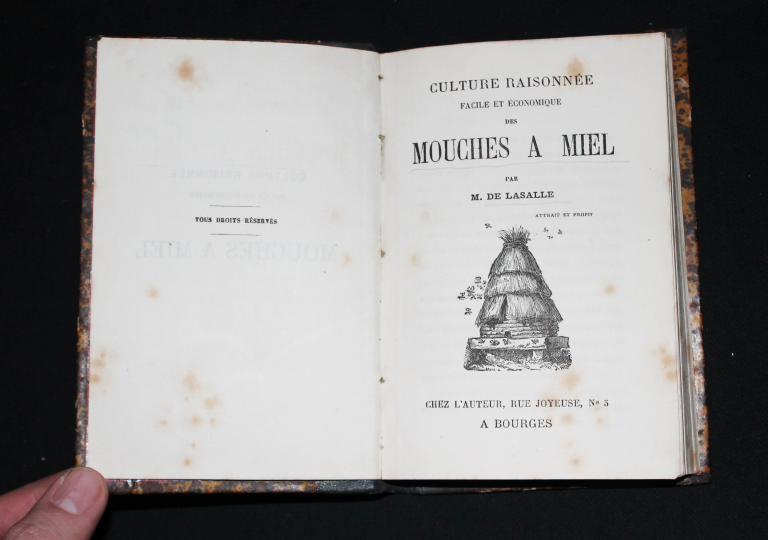 TOUS DROITS RÉSERVÉS
CULTURE RAISONNÉE
FACILE ET ÉCONOMIQUE
DES
MOUCHES A MIEL
PAR
M. DE LASALLE
ATTRAIT ET PROFIT
CHEZ L'AUTEUR, RUE JOYEUSE, No 5
A BOURGES